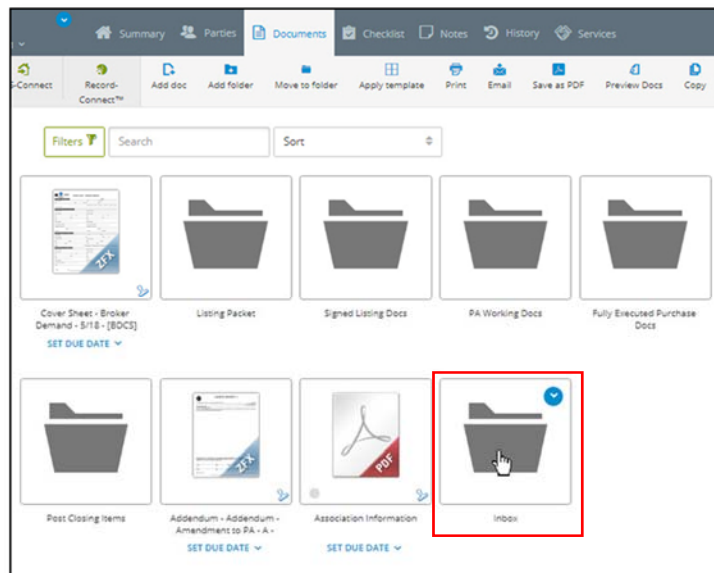 Summary
Parties
Documents
Checklist
Notes
History
Services
-Connect
Record-
Connect™
Add doc
Add folder
Move to folder
Apply template
Print
Email
Save as PDF
Preview Docs
Copy
Filters
Search
Sort
ZFX
Cover Sheet - Broker
Demand - 5/18 - [BDCS]
SET DUE DATE
Listing Packet
Signed Listing Docs
PA Working Docs
Fully Executed Purchase
Docs
Post Closing Items
ZFX
Addendum - Addendum -
Amendment to PA - A -
SET DUE DATE
PDF
Association Information
SET DUE DATE
Inbox